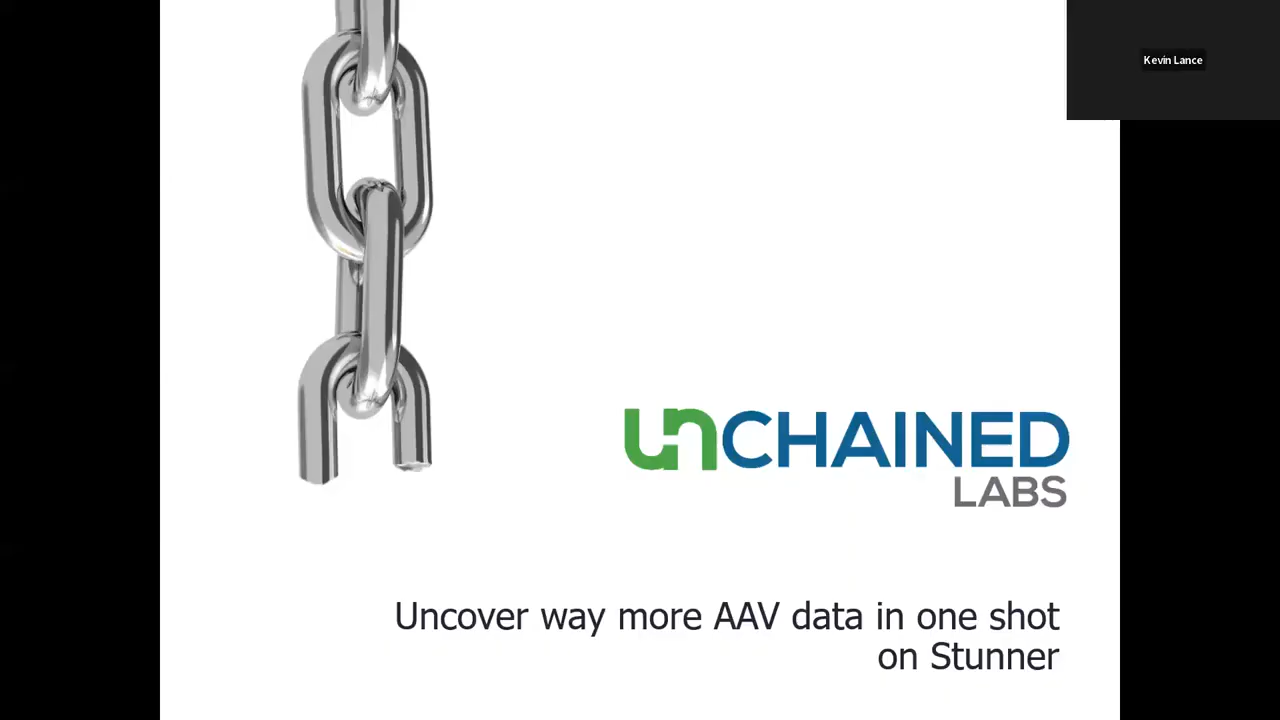 Kevin Lance
UNCHAINED
LABS
Uncover way more AAV data in one shot
on Stunner